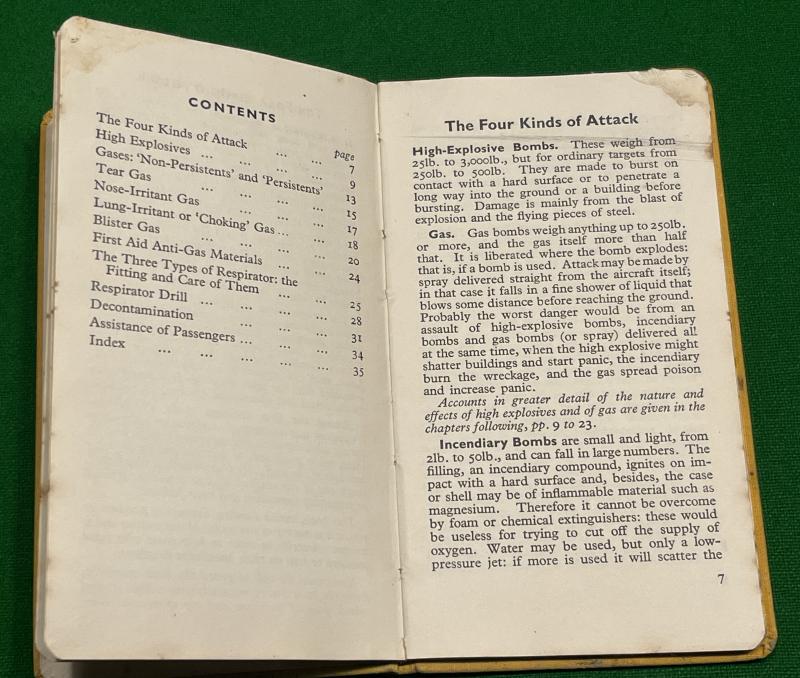 CONTENTS
page
The Four Kinds of Attack ... ... 7
High Explosives ... ... ... ... 9
Gases: 'Non-Persistents' and 'Persistents' 13
Tear Gas ... ... ... ... 15
Nose-Irritant Gas ... ... ... 17
Lung-Irritant or 'Choking' Gas ... ... 18
Blister Gas ... ... ... ... 20
First Aid Anti-Gas Materials ... ... 24
The Three Types of Respirator: the
Fitting and Care of Them ... ... 25
Respirator Drill ... ... ... ... 28
Decontamination ... ... ... 31
Assistance of Passengers ... ... ... 34
Index ... ... ... ... ... 35
The Four Kinds of Attack
High-Explosive Bombs. These weigh from
25lb. to 3,000lb., but for ordinary targets from
250lb. to 500lb. They are made to burst on
contact with a hard surface or to penetrate a
long way into the ground or a building before
bursting. Damage is mainly from the blast of
explosion and the flying pieces of steel.
Gas. Gas bombs weigh anything up to 250lb.
or more, and the gas itself more than half
that. It is liberated where the bomb explodes:
that is, if a bomb is used. Attack may be made by
spray delivered straight from the aircraft itself;
in that case it falls in a fine shower of liquid that
blows some distance before reaching the ground.
Probably the worst danger would be from an
assault of high-explosive bombs, incendiary
bombs and gas bombs (or spray) delivered all
at the same time, when the high explosive might
shatter buildings and start panic, the incendiary
burn the wreckage, and the gas spread poison
and increase panic.
Accounts in greater detail of the nature and
effects of high explosives and of gas are given in the
chapters following, pp. 9 to 23.
Incendiary Bombs are small and light, from
2lb. to 50lb., and can fall in large numbers. The
filling, an incendiary compound, ignites on im-
pact with a hard surface and, besides, the case
or shell may be of inflammable material such as
magnesium. Therefore it cannot be overcome
by foam or chemical extinguishers: these would
be useless for trying to cut off the supply of
oxygen. Water may be used, but only a low-
pressure jet: if more is used it will scatter the
7